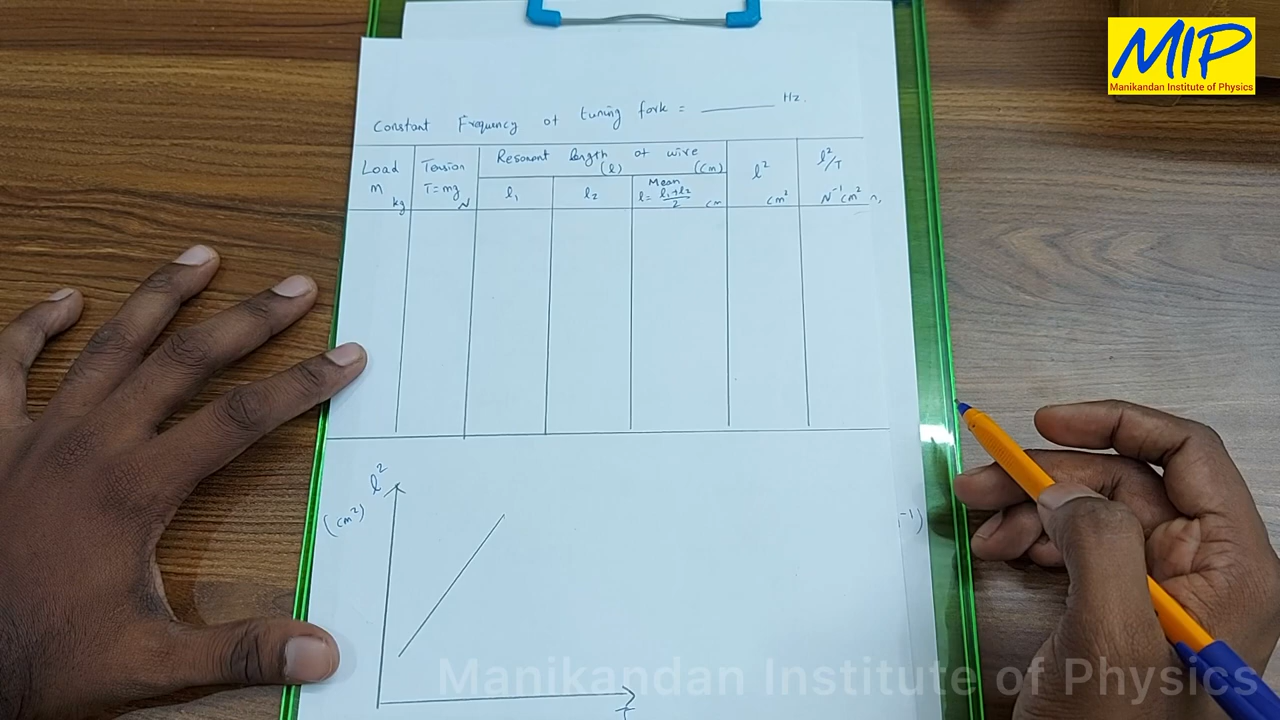 MIP
Manikandan Institute of Physics
Constant Frequency of tuning fork = ______ Hz.
Load m kg
Tension T = mg N
Resonant length of wire (l) (cm)
l₁
l₂
Mean l = l₁+l₂/2 cm
l² cm²
l²/T N⁻¹ cm²
l²
(cm²)
⁻¹)
T
Manikandan Institute of Physics